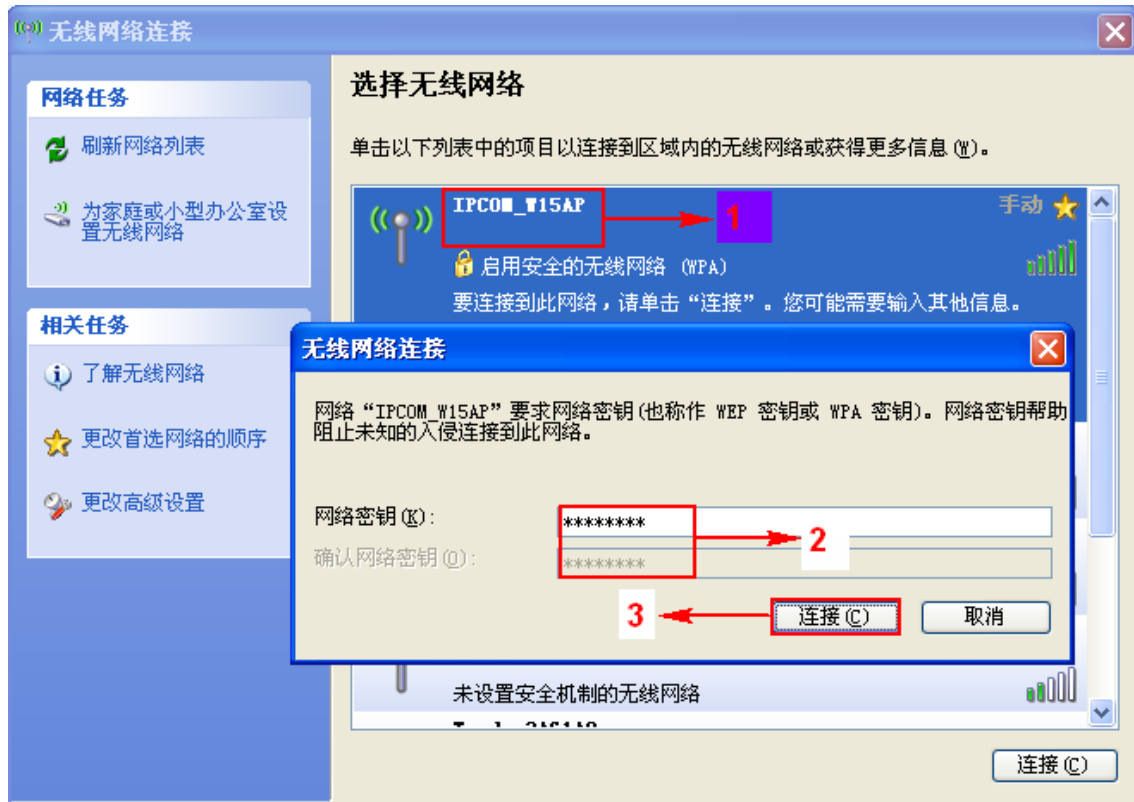 无线网络连接
网络任务
刷新网络列表
为家庭或小型办公室设
置无线网络
相关任务
了解无线网络
更改首选网络的顺序
更改高级设置
选择无线网络
单击以下列表中的项目以连接到区域内的无线网络或获得更多信息(W)。
IPCOM_W15AP
1
手动
启用安全的无线网络 (WPA)
要连接到此网络，请单击“连接”。您可能需要输入其他信息。
无线网络连接
网络“IPCOM_W15AP”要求网络密钥(也称作 WEP 密钥或 WPA 密钥)。网络密钥帮助
阻止未知的入侵连接到此网络。
网络密钥(K):
********
2
确认网络密钥(O):
********
3
连接(C)
取消
未设置安全机制的无线网络
连接(C)